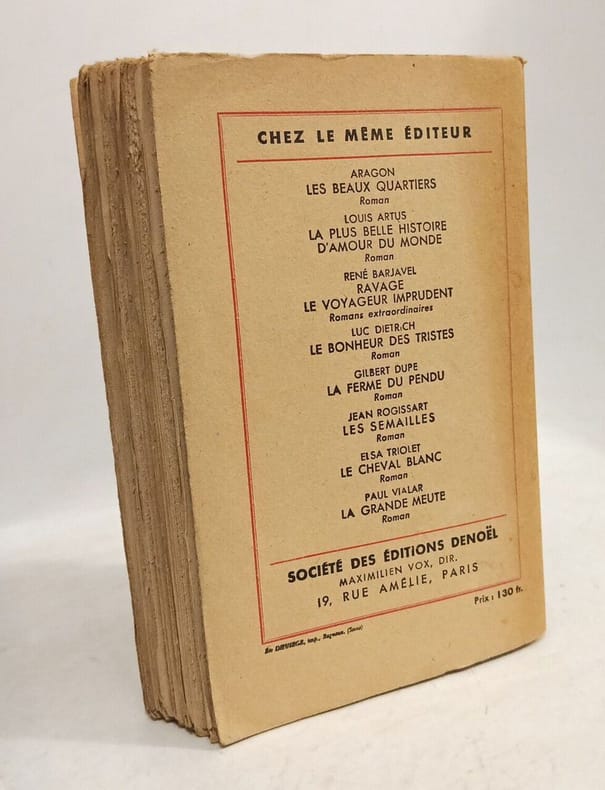 CHEZ LE MÊME ÉDITEUR
ARAGON
LES BEAUX QUARTIERS
Roman
LOUIS ARTUS
LA PLUS BELLE HISTOIRE
D'AMOUR DU MONDE
Roman
RENÉ BARJAVEL
RAVAGE
LE VOYAGEUR IMPRUDENT
Romans extraordinaires
LUC DIETRICH
LE BONHEUR DES TRISTES
Roman
GILBERT DUPE
LA FERME DU PENDU
Roman
JEAN ROGISSART
LES SEMAILLES
Roman
ELSA TRIOLET
LE CHEVAL BLANC
Roman
PAUL VIALAR
LA GRANDE MEUTE
Roman
SOCIÉTÉ DES ÉDITIONS DENOËL
MAXIMILIEN VOX, DIR.
19, RUE AMÉLIE, PARIS
Prix : 130 fr.
imp., Bagneux. (Seine)